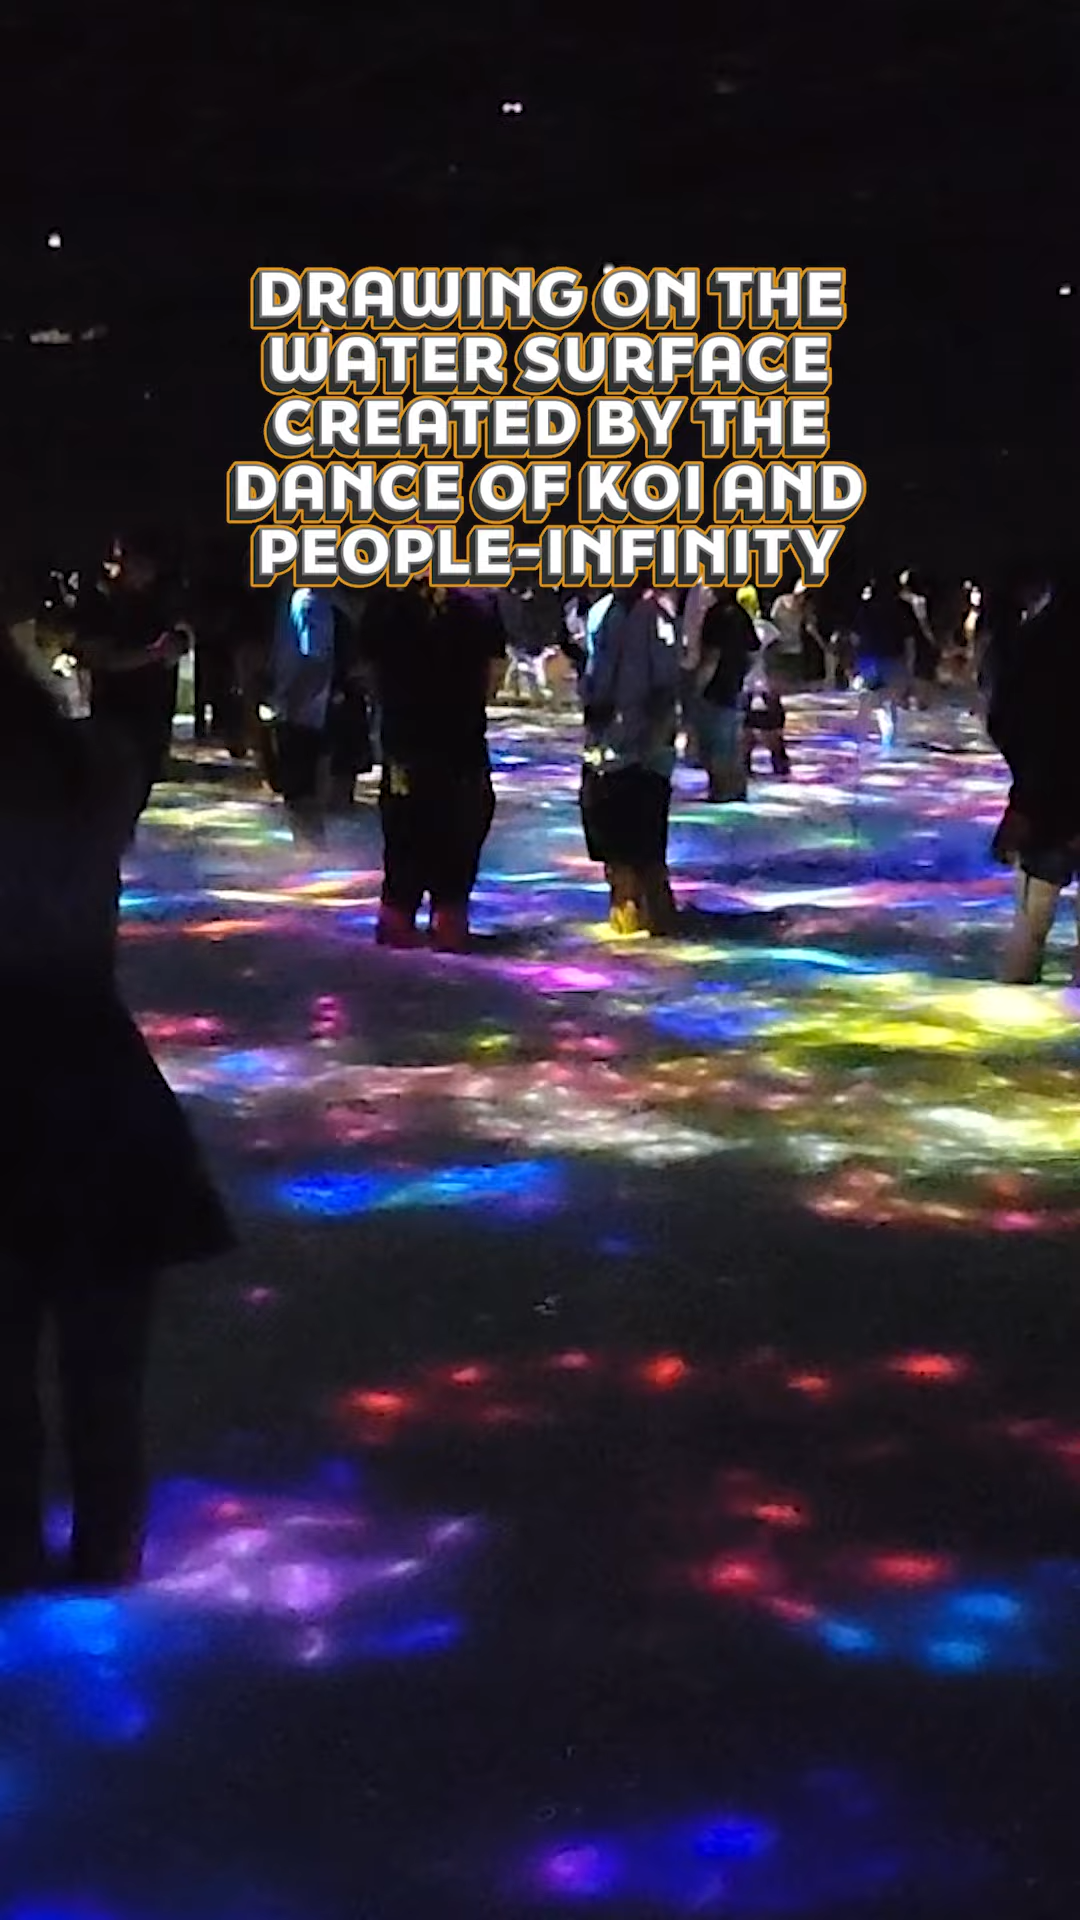 DRAWING ON THE
WATER SURFACE
CREATED BY THE
DANCE OF KOI AND
PEOPLE-INFINITY